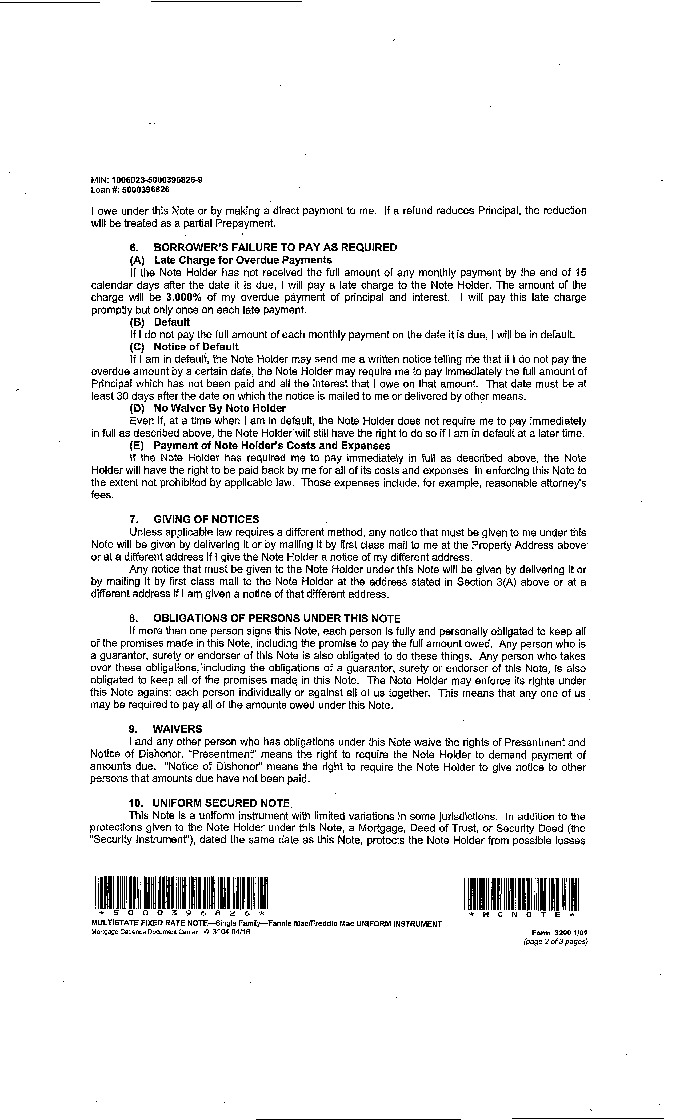 MIN: 1006023-5000396826-9
Loan #: 5000396826
I owe under this Note or by making a direct payment to me. If a refund reduces Principal, the reduction
will be treated as a partial Prepayment.
6. BORROWER'S FAILURE TO PAY AS REQUIRED
(A) Late Charge for Overdue Payments
If the Note Holder has not received the full amount of any monthly payment by the end of 15
calendar days after the date it is due, I will pay a late charge to the Note Holder. The amount of the
charge will be 3.000% of my overdue payment of principal and interest. I will pay this late charge
promptly but only once on each late payment.
(B) Default
If I do not pay the full amount of each monthly payment on the date it is due, I will be in default.
(C) Notice of Default
If I am in default, the Note Holder may send me a written notice telling me that if I do not pay the
overdue amount by a certain date, the Note Holder may require me to pay immediately the full amount of
Principal which has not been paid and all the interest that I owe on that amount. That date must be at
least 30 days after the date on which the notice is mailed to me or delivered by other means.
(D) No Waiver By Note Holder
Even if, at a time when I am in default, the Note Holder does not require me to pay immediately
in full as described above, the Note Holder will still have the right to do so if I am in default at a later time.
(E) Payment of Note Holder's Costs and Expenses
If the Note Holder has required me to pay immediately in full as described above, the Note
Holder will have the right to be paid back by me for all of its costs and expenses in enforcing this Note to
the extent not prohibited by applicable law. Those expenses include, for example, reasonable attorney's
fees.
7. GIVING OF NOTICES
Unless applicable law requires a different method, any notice that must be given to me under this
Note will be given by delivering it or by mailing it by first class mail to me at the Property Address above
or at a different address if I give the Note Holder a notice of my different address.
Any notice that must be given to the Note Holder under this Note will be given by delivering it or
by mailing it by first class mail to the Note Holder at the address stated in Section 3(A) above or at a
different address if I am given a notice of that different address.
8. OBLIGATIONS OF PERSONS UNDER THIS NOTE
If more than one person signs this Note, each person is fully and personally obligated to keep all
of the promises made in this Note, including the promise to pay the full amount owed. Any person who is
a guarantor, surety or endorser of this Note is also obligated to do these things. Any person who takes
over these obligations, including the obligations of a guarantor, surety or endorser of this Note, is also
obligated to keep all of the promises made in this Note. The Note Holder may enforce its rights under
this Note against each person individually or against all of us together. This means that any one of us
may be required to pay all of the amounts owed under this Note.
9. WAIVERS
I and any other person who has obligations under this Note waive the rights of Presentment and
Notice of Dishonor. "Presentment" means the right to require the Note Holder to demand payment of
amounts due. "Notice of Dishonor" means the right to require the Note Holder to give notice to other
persons that amounts due have not been paid.
10. UNIFORM SECURED NOTE
This Note is a uniform instrument with limited variations in some jurisdictions. In addition to the
protections given to the Note Holder under this Note, a Mortgage, Deed of Trust, or Security Deed (the
"Security Instrument"), dated the same date as this Note, protects the Note Holder from possible losses
* 5 0 0 0 3 9 6 8 2 6 *
* M C N O T E *
MULTISTATE FIXED RATE NOTE—Single Family—Fannie Mae/Freddie Mac UNIFORM INSTRUMENT
Mortgage Cadence Document Center © 3104 04/16
Form 3200 1/01
(page 2 of 3 pages)